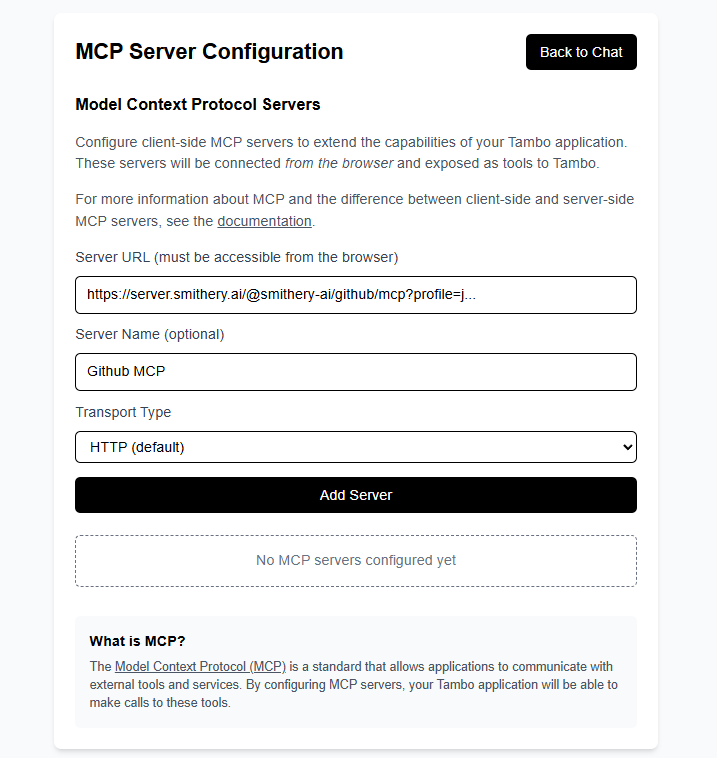 MCP Server Configuration
Back to Chat
Model Context Protocol Servers
Configure client-side MCP servers to extend the capabilities of your Tambo application.
These servers will be connected from the browser and exposed as tools to Tambo.
For more information about MCP and the difference between client-side and server-side
MCP servers, see the documentation.
Server URL (must be accessible from the browser)
https://server.smithery.ai/@smithery-ai/github/mcp?profile=j...
Server Name (optional)
Github MCP
Transport Type
HTTP (default)
Add Server
No MCP servers configured yet
What is MCP?
The Model Context Protocol (MCP) is a standard that allows applications to communicate with
external tools and services. By configuring MCP servers, your Tambo application will be able to
make calls to these tools.